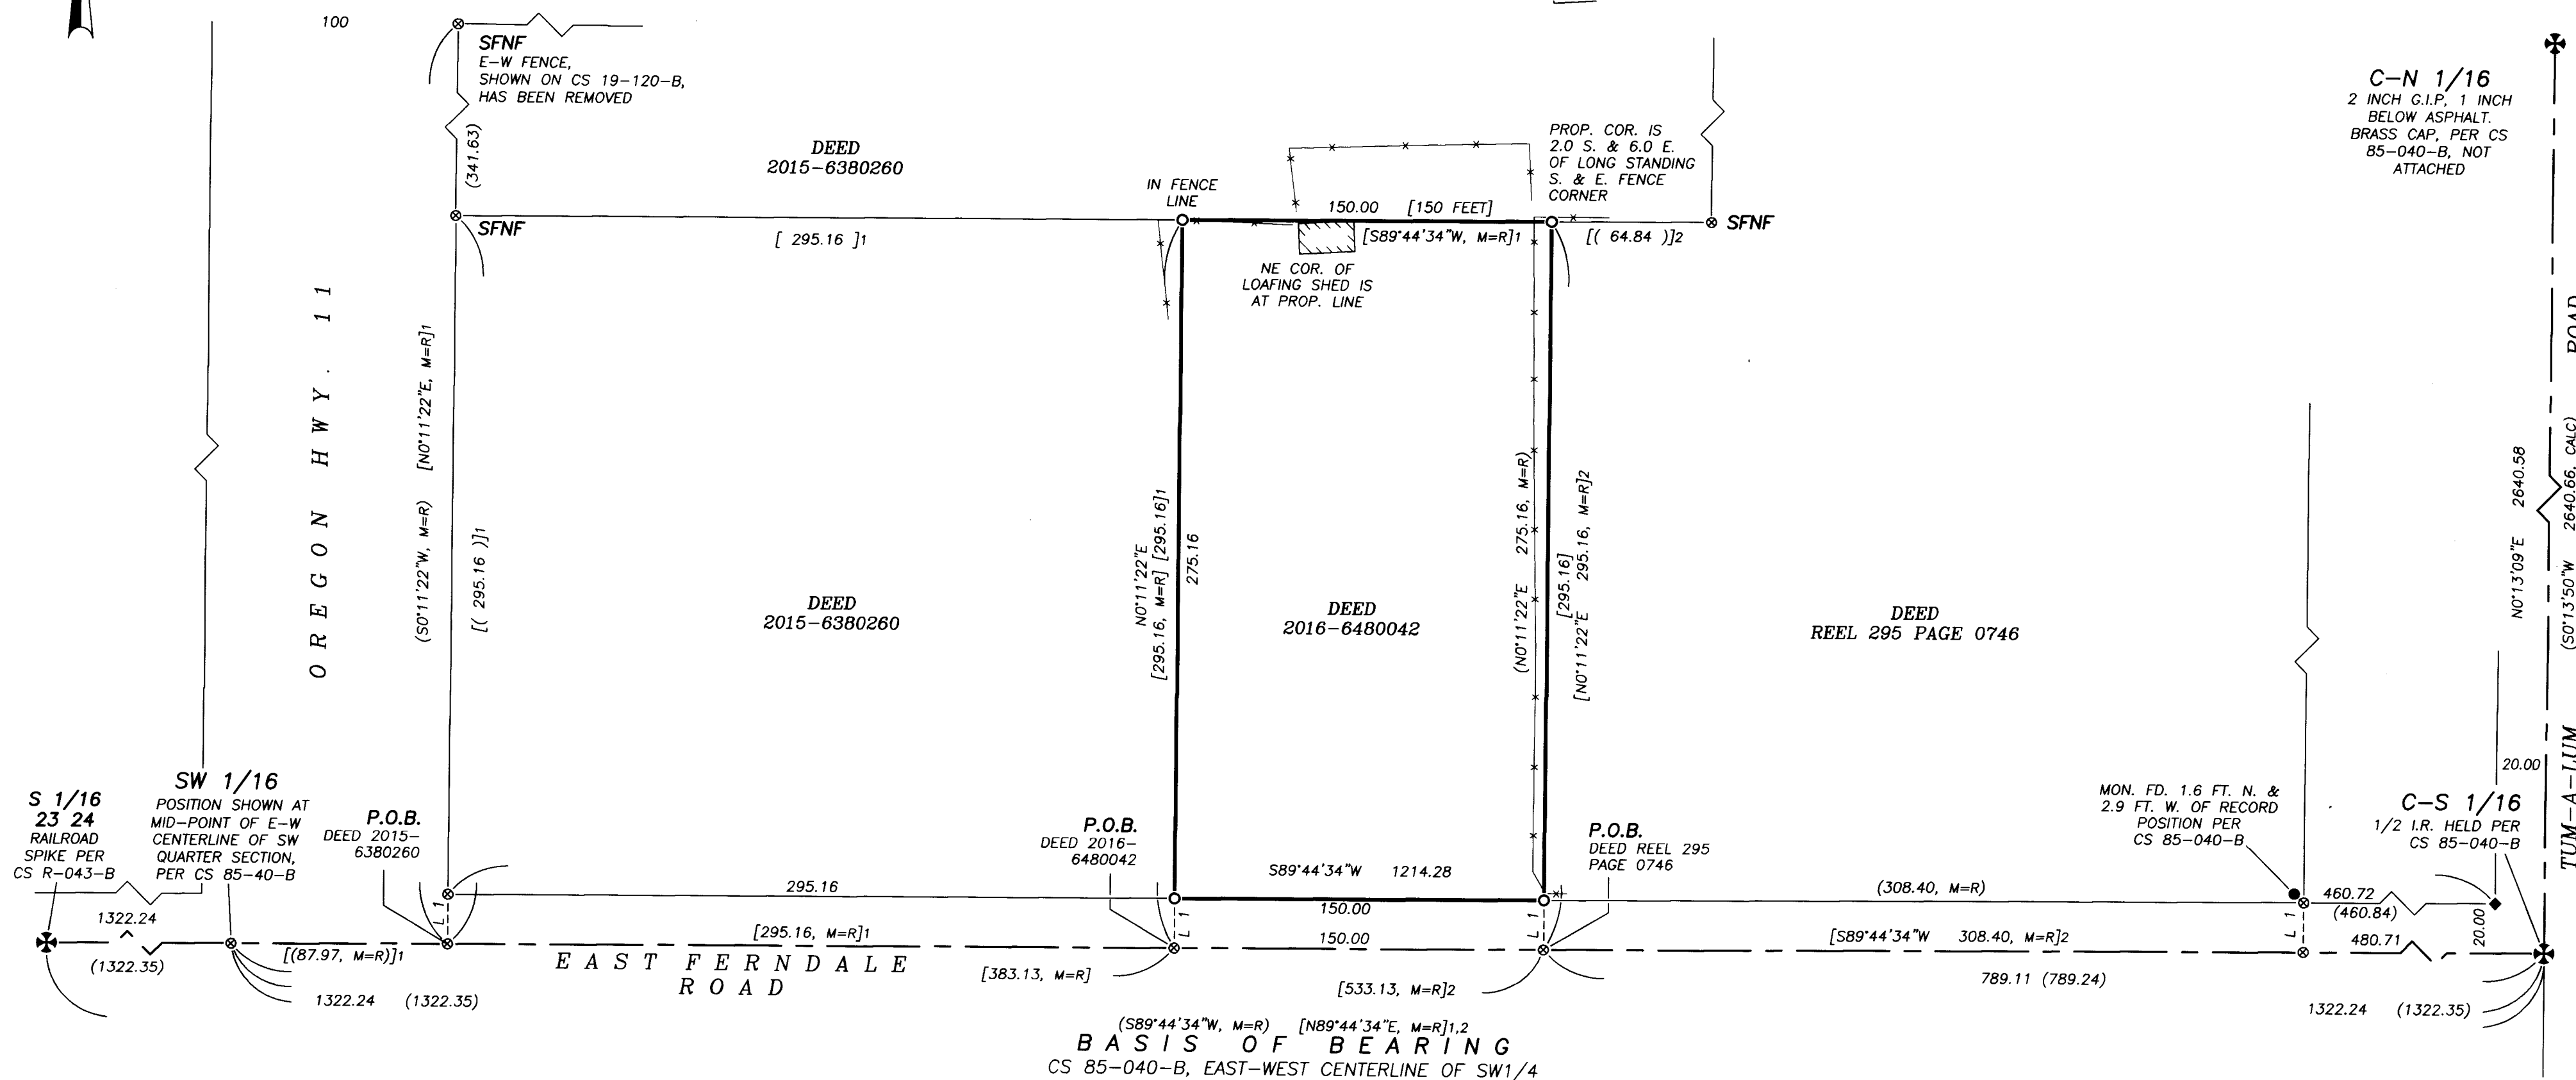 100
SFNF
E-W FENCE,
SHOWN ON CS 19-120-B,
HAS BEEN REMOVED
(341.63)
DEED
2015-6380260
IN FENCE
LINE
PROP. COR. IS
2.0 S. & 6.0 E.
OF LONG STANDING
S. & E. FENCE
CORNER
C-N 1/16
2 INCH G.I.P, 1 INCH
BELOW ASPHALT.
BRASS CAP, PER CS
85-040-B, NOT
ATTACHED
SFNF
[ 295.16 ]1
150.00 [150 FEET]
[S89°44'34"W, M=R]1
[( 64.84 )]2
SFNF
NE COR. OF
LOAFING SHED IS
AT PROP. LINE
OREGON HWY. 11
(S0°11'22"W, M=R) [N0°11'22"E, M=R]1
[( 295.16 )]1
N0°11'22"E
[295.16, M=R] [295.16]1
275.16
(N0°11'22"E 275.16, M=R)
[295.16]
[N0°11'22"E 295.16, M=R]2
DEED
2015-6380260
DEED
2016-6480042
DEED
REEL 295 PAGE 0746
N0°13'09"E 2640.58
(S0°13'50"W 2640.66, CALC)
TUM-A-LUM ROAD
20.00
S 1/16
23 24
RAILROAD
SPIKE PER
CS R-043-B
SW 1/16
POSITION SHOWN AT
MID-POINT OF E-W
CENTERLINE OF SW
QUARTER SECTION,
PER CS 85-40-B
P.O.B.
DEED 2015-
6380260
P.O.B.
DEED 2016-
6480042
P.O.B.
DEED REEL 295
PAGE 0746
MON. FD. 1.6 FT. N. &
2.9 FT. W. OF RECORD
POSITION PER
CS 85-040-B
C-S 1/16
1/2 I.R. HELD PER
CS 85-040-B
295.16
S89°44'34"W 1214.28
150.00
(308.40, M=R)
460.72
(460.84)
20.00
L 1
L 1
L 1
L 1
1322.24
(1322.35)
[(87.97, M=R)]1
[295.16, M=R]1
150.00
[S89°44'34"W 308.40, M=R]2
480.71
EAST FERNDALE
ROAD
1322.24 (1322.35)
[383.13, M=R]
[533.13, M=R]2
789.11 (789.24)
1322.24 (1322.35)
(S89°44'34"W, M=R) [N89°44'34"E, M=R]1,2
BASIS OF BEARING
CS 85-040-B, EAST-WEST CENTERLINE OF SW1/4